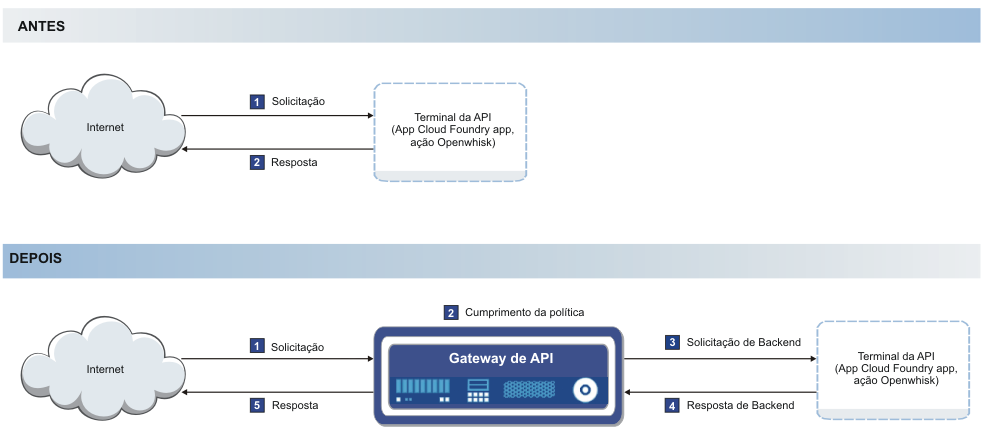 ANTES
1 Solicitação
Internet
Terminal da API
(App Cloud Foundry app,
ação Openwhisk)
2 Resposta
DEPOIS
2 Cumprimento da política
1 Solicitação
Gateway de API
3 Solicitação de Backend
Internet
Terminal da API
(App Cloud Foundry app,
ação Openwhisk)
5 Resposta
4 Resposta de Backend